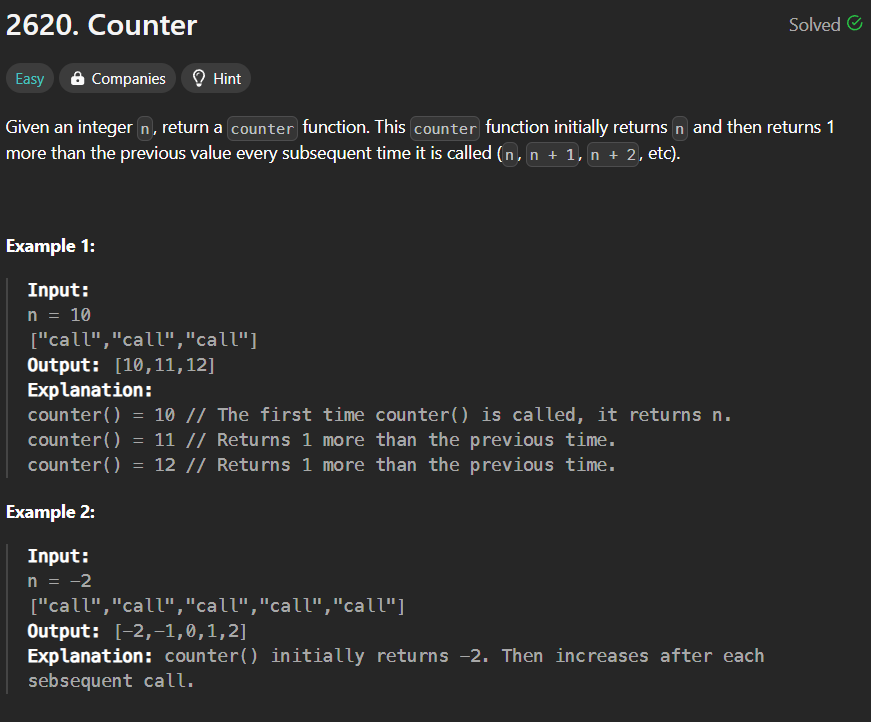 2620. Counter
Solved
Easy
Companies
Hint
Given an integer n, return a counter function. This counter function initially returns n and then returns 1
more than the previous value every subsequent time it is called (n, n + 1, n + 2, etc).
Example 1:
Input:
n = 10
["call","call","call"]
Output: [10,11,12]
Explanation:
counter() = 10 // The first time counter() is called, it returns n.
counter() = 11 // Returns 1 more than the previous time.
counter() = 12 // Returns 1 more than the previous time.
Example 2:
Input:
n = -2
["call","call","call","call","call"]
Output: [-2,-1,0,1,2]
Explanation: counter() initially returns -2. Then increases after each
sebsequent call.